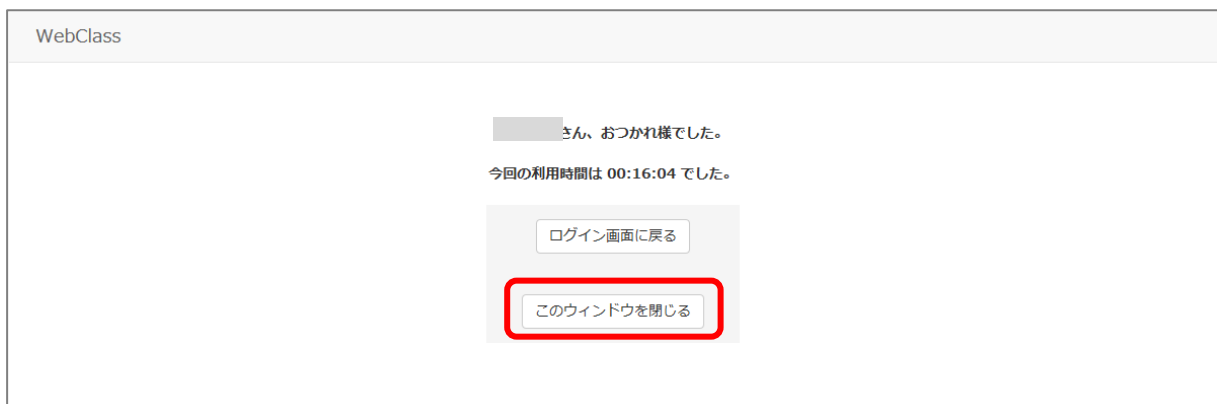 WebClass
さん、おつかれ様でした。
今回の利用時間は 00:16:04 でした。
ログイン画面に戻る
このウィンドウを閉じる